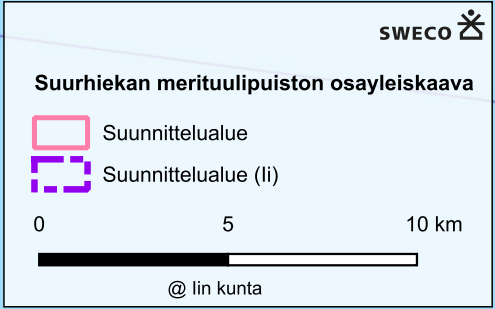 SWECO
Suurhiekan merituulipuiston osayleiskaava
Suunnittelualue
Suunnittelualue (Ii)
0 5 10 km
@ Iin kunta